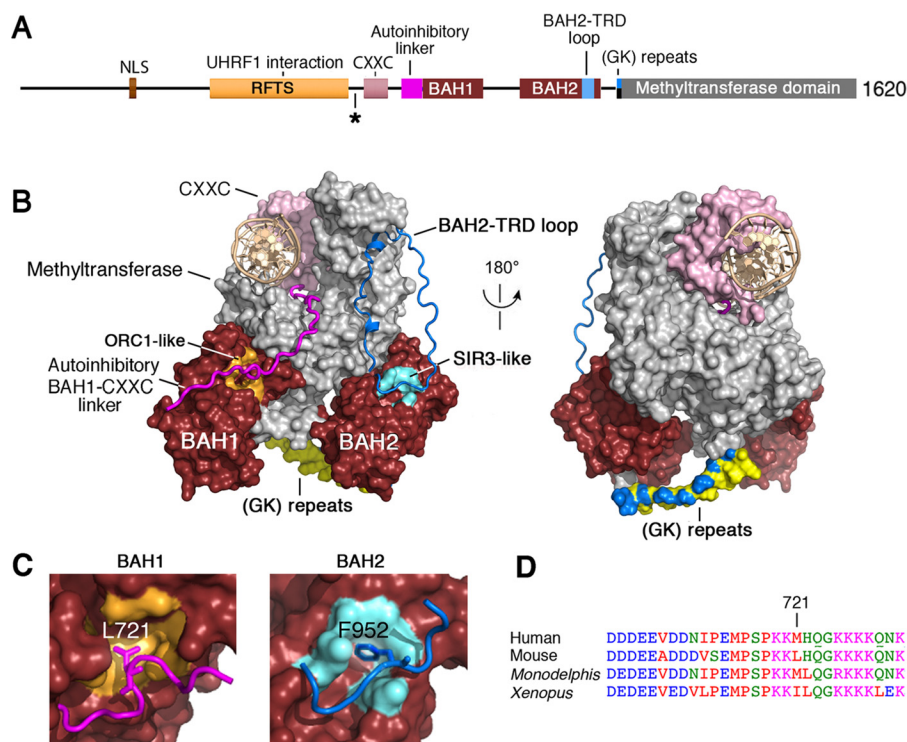 A
BAH2-TRD
loop
Autoinhibitory
linker
NLS
UHRF1 interaction
CXXC
(GK) repeats
RFTS
BAH1
BAH2
Methyltransferase domain
1620
*
B
CXXC
BAH2-TRD loop
Methyltransferase
180°
ORC1-like
SIR3-like
Autoinhibitory
BAH1-CXXC
linker
BAH1
BAH2
(GK) repeats
(GK) repeats
C
BAH1
BAH2
L721
F952
D
721
Human DDDEEVDDNIPEMPSPKKMHQGKKKKQNK
Mouse DDDEEADDDVSEMPSPKKLHQGKKKKQNK
Monodelphis DEDEEVDDNIPEMPSPKKMLQGKKKKQNK
Xenopus DEDEEVEDVLPEMPSPKKILQGKKKKLEK